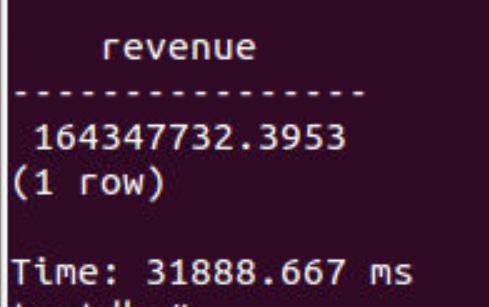 revenue
----------------
164347732.3953
(1 row)
Time: 31888.667 ms